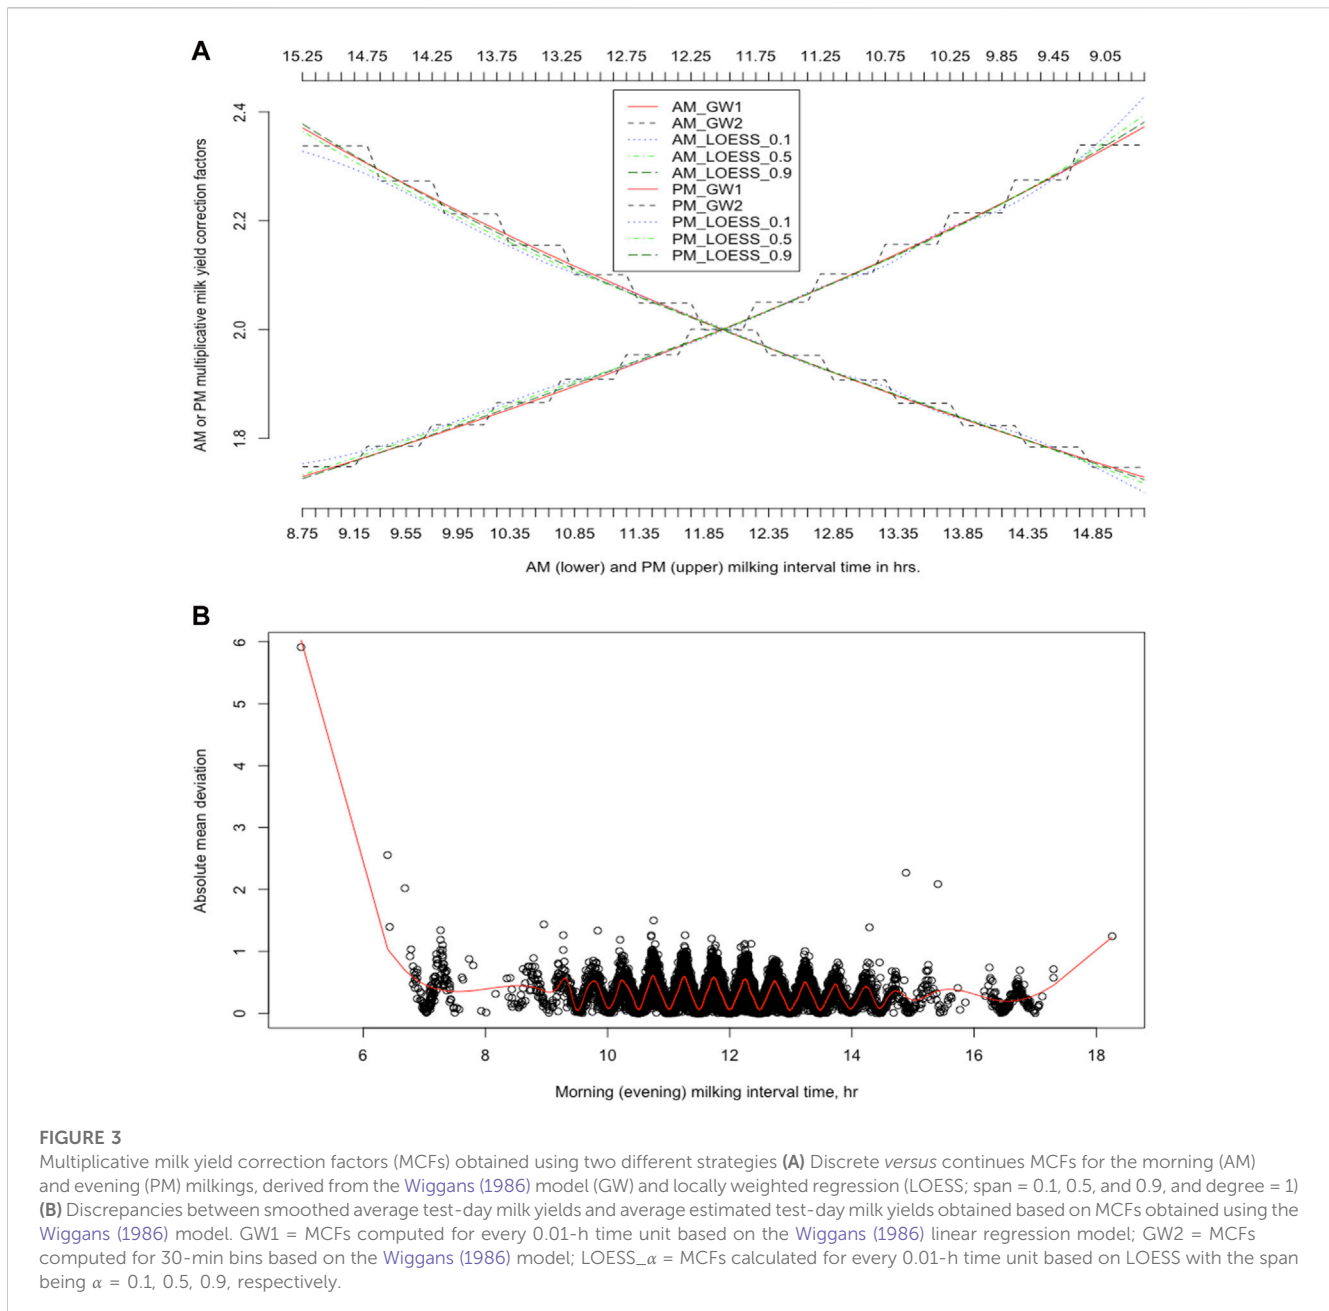 A
15.25 14.75 14.25 13.75 13.25 12.75 12.25 11.75 11.25 10.75 10.25 9.85 9.45 9.05
AM or PM multiplicative milk yield correction factors
2.4
2.2
2.0
1.8
AM_GW1
AM_GW2
AM_LOESS_0.1
AM_LOESS_0.5
AM_LOESS_0.9
PM_GW1
PM_GW2
PM_LOESS_0.1
PM_LOESS_0.5
PM_LOESS_0.9
8.75 9.15 9.55 9.95 10.35 10.85 11.35 11.85 12.35 12.85 13.35 13.85 14.35 14.85
AM (lower) and PM (upper) milking interval time in hrs.
B
Absolute mean deviation
6
5
4
3
2
1
0
6 8 10 12 14 16 18
Morning (evening) milking interval time, hr
FIGURE 3
Multiplicative milk yield correction factors (MCFs) obtained using two different strategies (A) Discrete versus continues MCFs for the morning (AM)
and evening (PM) milkings, derived from the Wiggans (1986) model (GW) and locally weighted regression (LOESS; span = 0.1, 0.5, and 0.9, and degree = 1)
(B) Discrepancies between smoothed average test-day milk yields and average estimated test-day milk yields obtained based on MCFs obtained using the
Wiggans (1986) model. GW1 = MCFs computed for every 0.01-h time unit based on the Wiggans (1986) linear regression model; GW2 = MCFs
computed for 30-min bins based on the Wiggans (1986) model; LOESS_α = MCFs calculated for every 0.01-h time unit based on LOESS with the span
being α = 0.1, 0.5, 0.9, respectively.